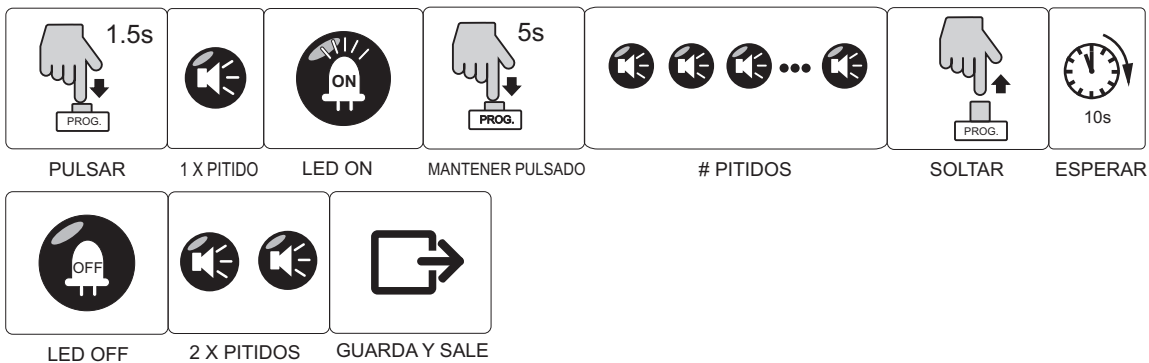 1.5s
PROG.
ON
5s
PROG.
PROG.
10s
PULSAR
1 X PITIDO
LED ON
MANTENER PULSADO
# PITIDOS
SOLTAR
ESPERAR
OFF
LED OFF
2 X PITIDOS
GUARDA Y SALE